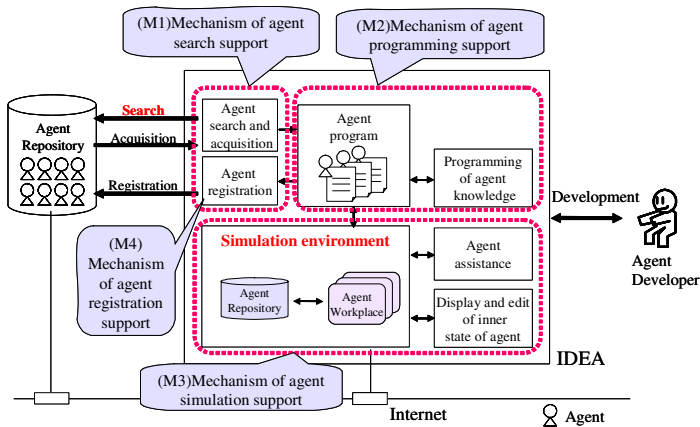 (M1)Mechanism of agent
search support
(M2)Mechanism of agent
programming support
Search
Acquisition
Registration
Agent
Repository
Agent
search and
acquisition
Agent
registration
Agent
program
Programming
of agent
knowledge
Development
Agent
Developer
(M4)
Mechanism
of agent
registration
support
Simulation environment
Agent
Repository
Agent
Workplace
Agent
assistance
Display and edit
of inner
state of agent
IDEA
(M3)Mechanism of agent
simulation support
Internet
Agent